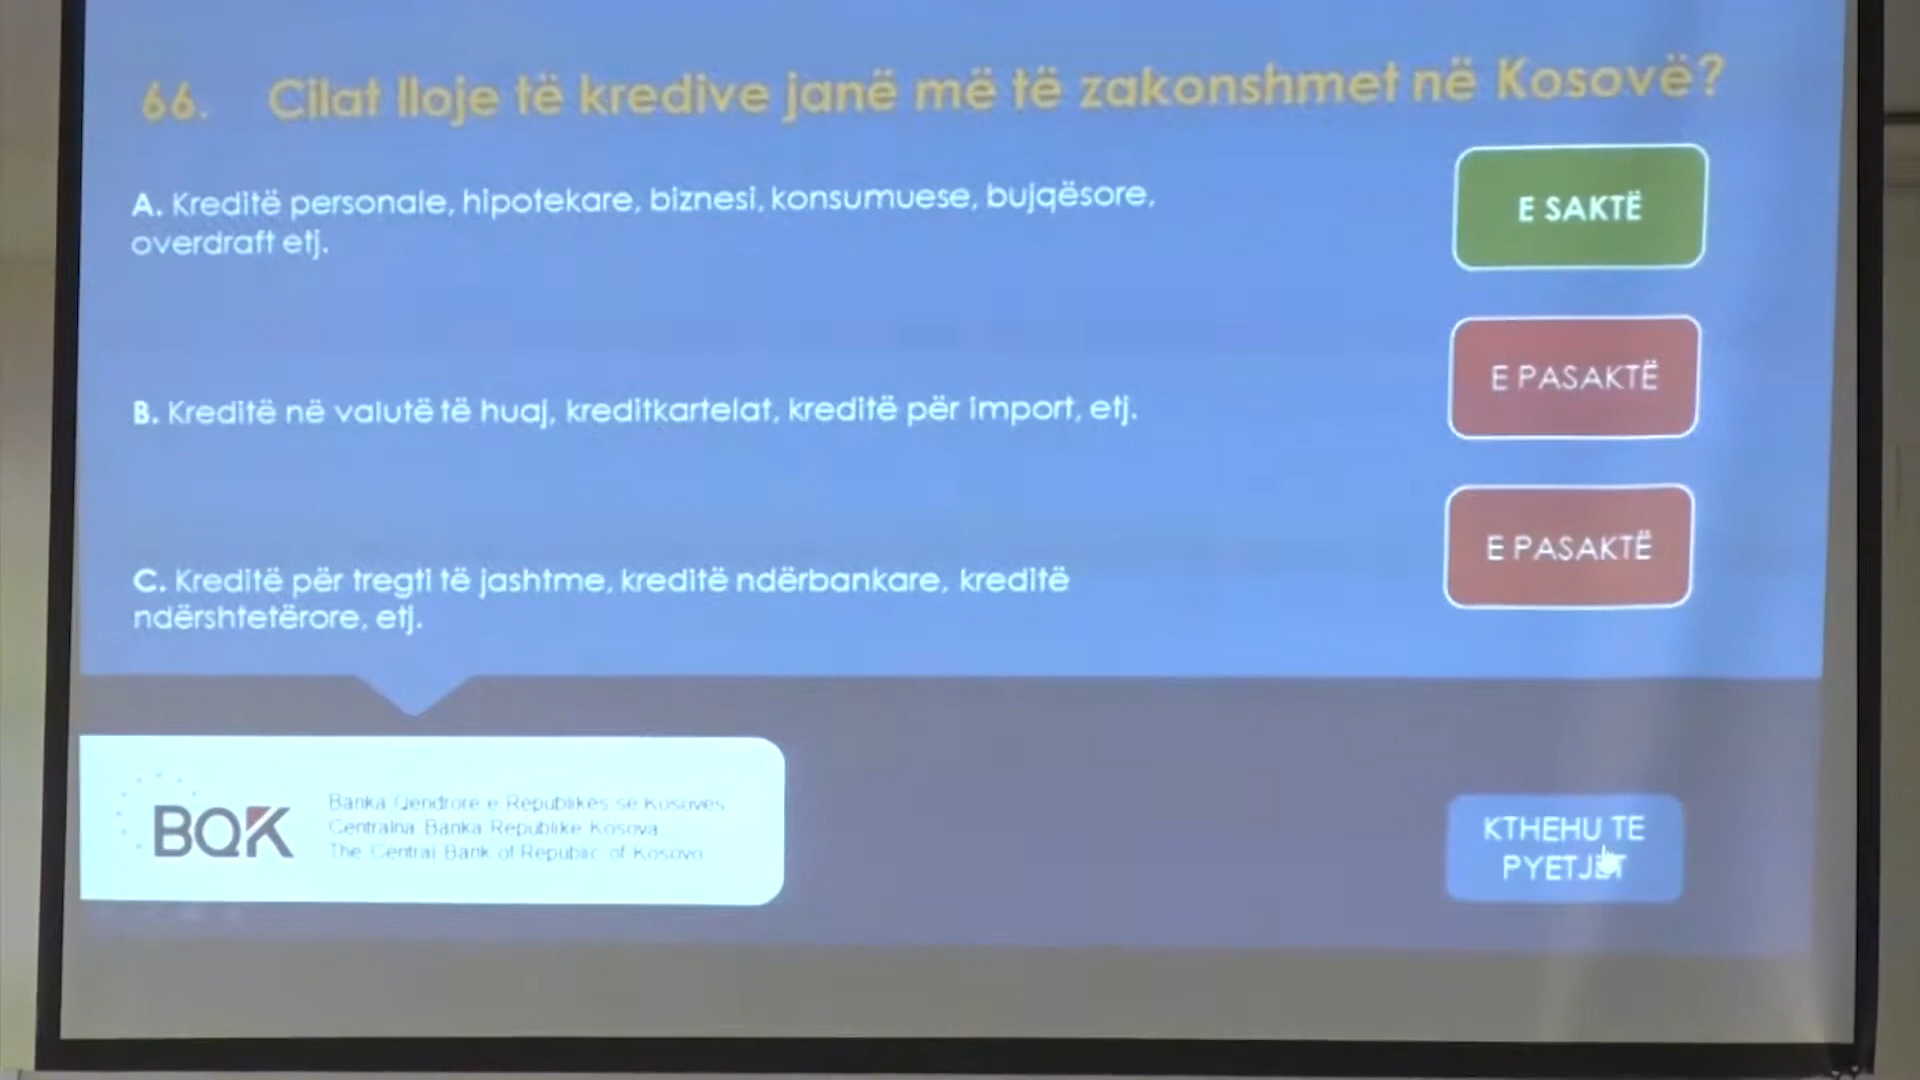 66. Cilat lloje të kredive janë më të zakonshmet në Kosovë?
A. Kreditë personale, hipotekare, biznesi, konsumuese, bujqësore,
overdraft etj.
E SAKTË
B. Kreditë në valutë të huaj, kreditkartelat, kreditë për import, etj.
E PASAKTË
C. Kreditë për tregti të jashtme, kreditë ndërbankare, kreditë
ndërshtetërore, etj.
E PASAKTË
BQK
Banka Qendrore e Republikës së Kosovës
Centralna Banka Republike Kosova
The Central Bank of Republic of Kosovo
KTHEHU TE
PYETJET